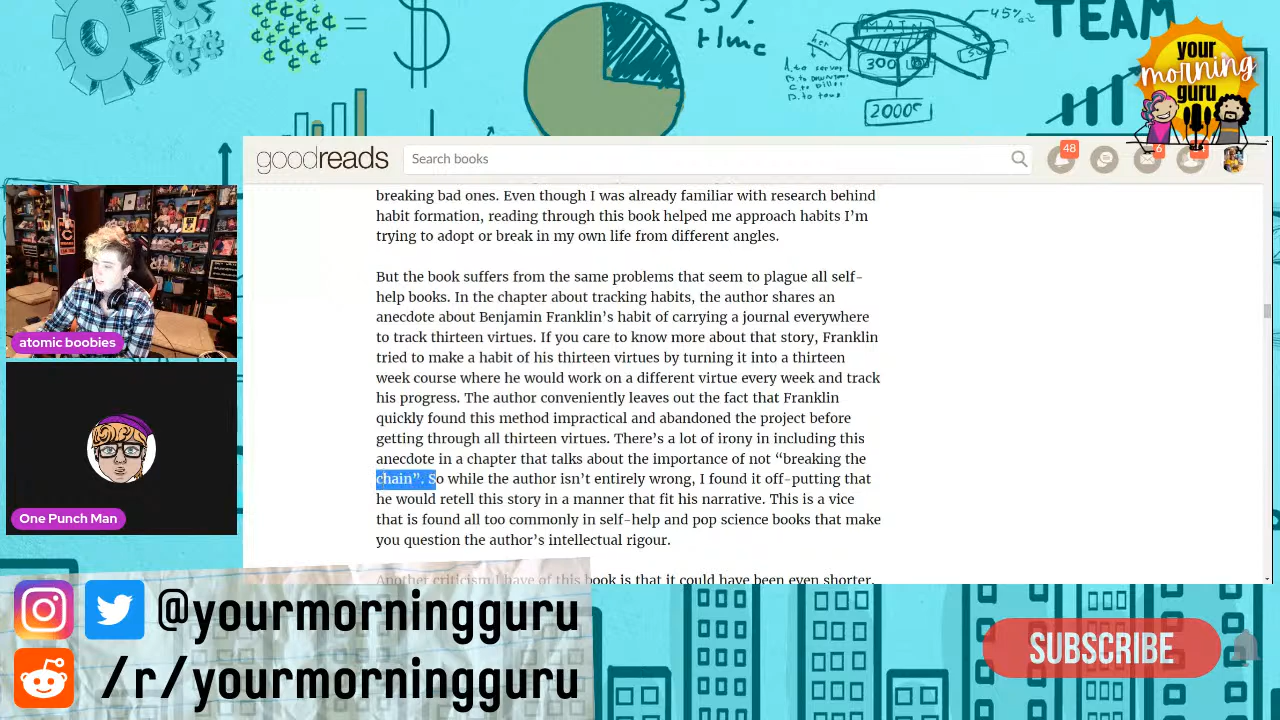 25%
time
MATH
45%
300
A. to server
D. to town
2000€
TEAM
your
morning
guru
goodreads
Search books
48
6
breaking bad ones. Even though I was already familiar with research behind
habit formation, reading through this book helped me approach habits I’m
trying to adopt or break in my own life from different angles.
But the book suffers from the same problems that seem to plague all self-
help books. In the chapter about tracking habits, the author shares an
anecdote about Benjamin Franklin’s habit of carrying a journal everywhere
to track thirteen virtues. If you care to know more about that story, Franklin
tried to make a habit of his thirteen virtues by turning it into a thirteen
week course where he would work on a different virtue every week and track
his progress. The author conveniently leaves out the fact that Franklin
quickly found this method impractical and abandoned the project before
getting through all thirteen virtues. There’s a lot of irony in including this
anecdote in a chapter that talks about the importance of not “breaking the
chain”. So while the author isn’t entirely wrong, I found it off-putting that
he would retell this story in a manner that fit his narrative. This is a vice
that is found all too commonly in self-help and pop science books that make
you question the author’s intellectual rigour.
Another criticism I have of this book is that it could have been even shorter.
atomic boobies
One Punch Man
@yourmorningguru
/r/yourmorningguru
SUBSCRIBE